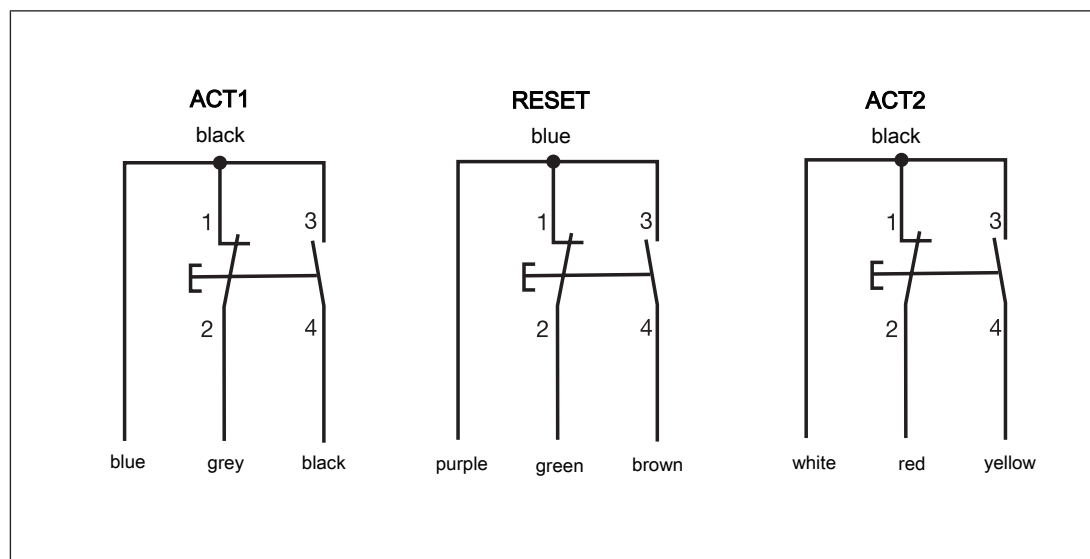 ACT1 RESET ACT2
black blue black
1 3 1 3 1 3
2 4 2 4 2 4
blue grey black purple green brown white red yellow